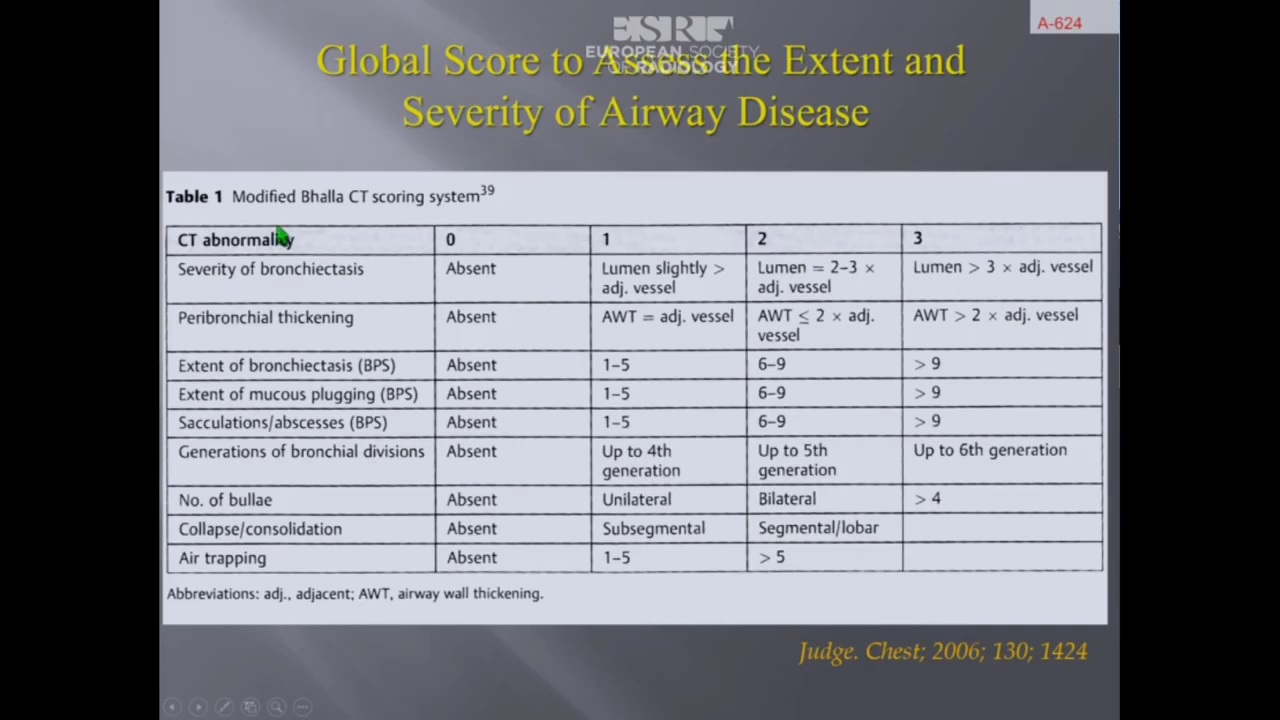 A-624
ESR
EUROPEAN SOCIETY
OF RADIOLOGY
Global Score to Assess the Extent and
Severity of Airway Disease
Table 1 Modified Bhalla CT scoring system39
CT abnormality 0 1 2 3
Severity of bronchiectasis Absent Lumen slightly > adj. vessel Lumen = 2–3 × adj. vessel Lumen > 3 × adj. vessel
Peribronchial thickening Absent AWT = adj. vessel AWT ≤ 2 × adj. vessel AWT > 2 × adj. vessel
Extent of bronchiectasis (BPS) Absent 1–5 6–9 > 9
Extent of mucous plugging (BPS) Absent 1–5 6–9 > 9
Sacculations/abscesses (BPS) Absent 1–5 6–9 > 9
Generations of bronchial divisions Absent Up to 4th generation Up to 5th generation Up to 6th generation
No. of bullae Absent Unilateral Bilateral > 4
Collapse/consolidation Absent Subsegmental Segmental/lobar
Air trapping Absent 1–5 > 5
Abbreviations: adj., adjacent; AWT, airway wall thickening.
Judge. Chest; 2006; 130; 1424